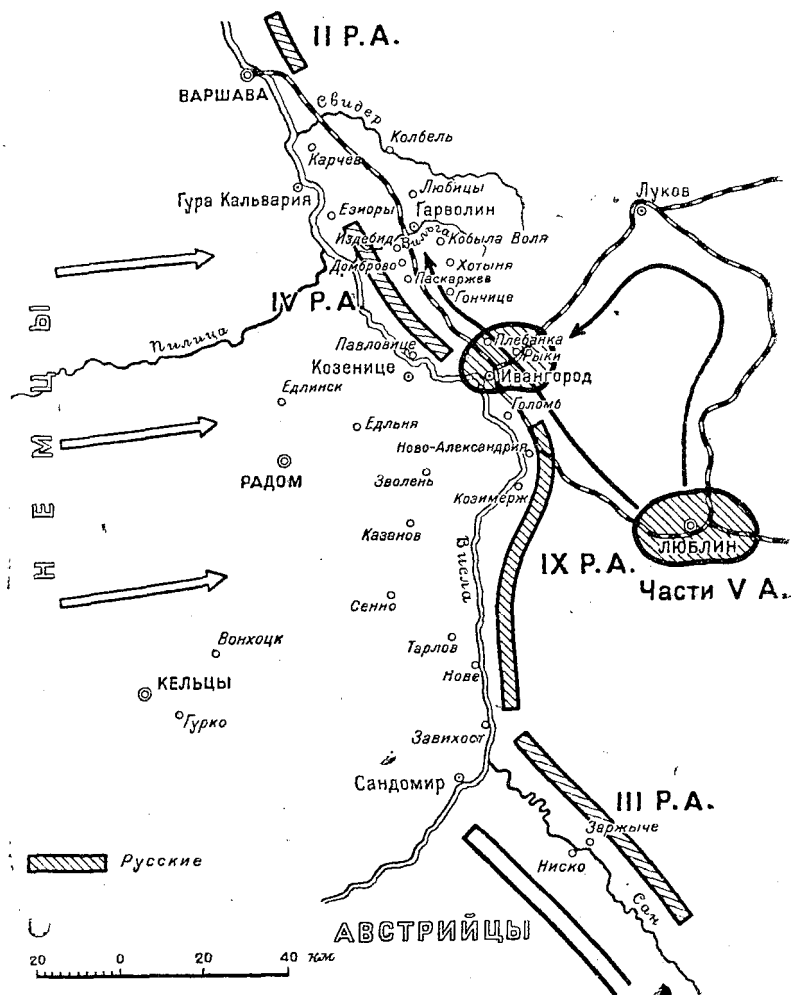 II Р.А.
ВАРШАВА
Свидер
Колбель
Карчев
Любицы
Луков
Гура Кальвария
Езиоры
Гарволин
Издебид
Вильга
Кобыла Воля
Домброво
Хотыня
Паскаржев
Гончице
IV Р.А.
Пилица
Павловице
Плебанка
Рыки
Козенице
Ивангород
Едлинск
Голомб
Едльня
Ново-Александрия
РАДОМ
Зволень
Козимерж
НЕМЦЫ
Казанов
ЛЮБЛИН
Висла
IX Р.А.
Части V А.
Сенно
Вонхоцк
Тарлов
Нове
КЕЛЬЦЫ
Гурко
Завихост
Сандомир
III Р.А.
Заржыче
Русские
Ниско
Сан
АВСТРИЙЦЫ
20 0 20 40 км